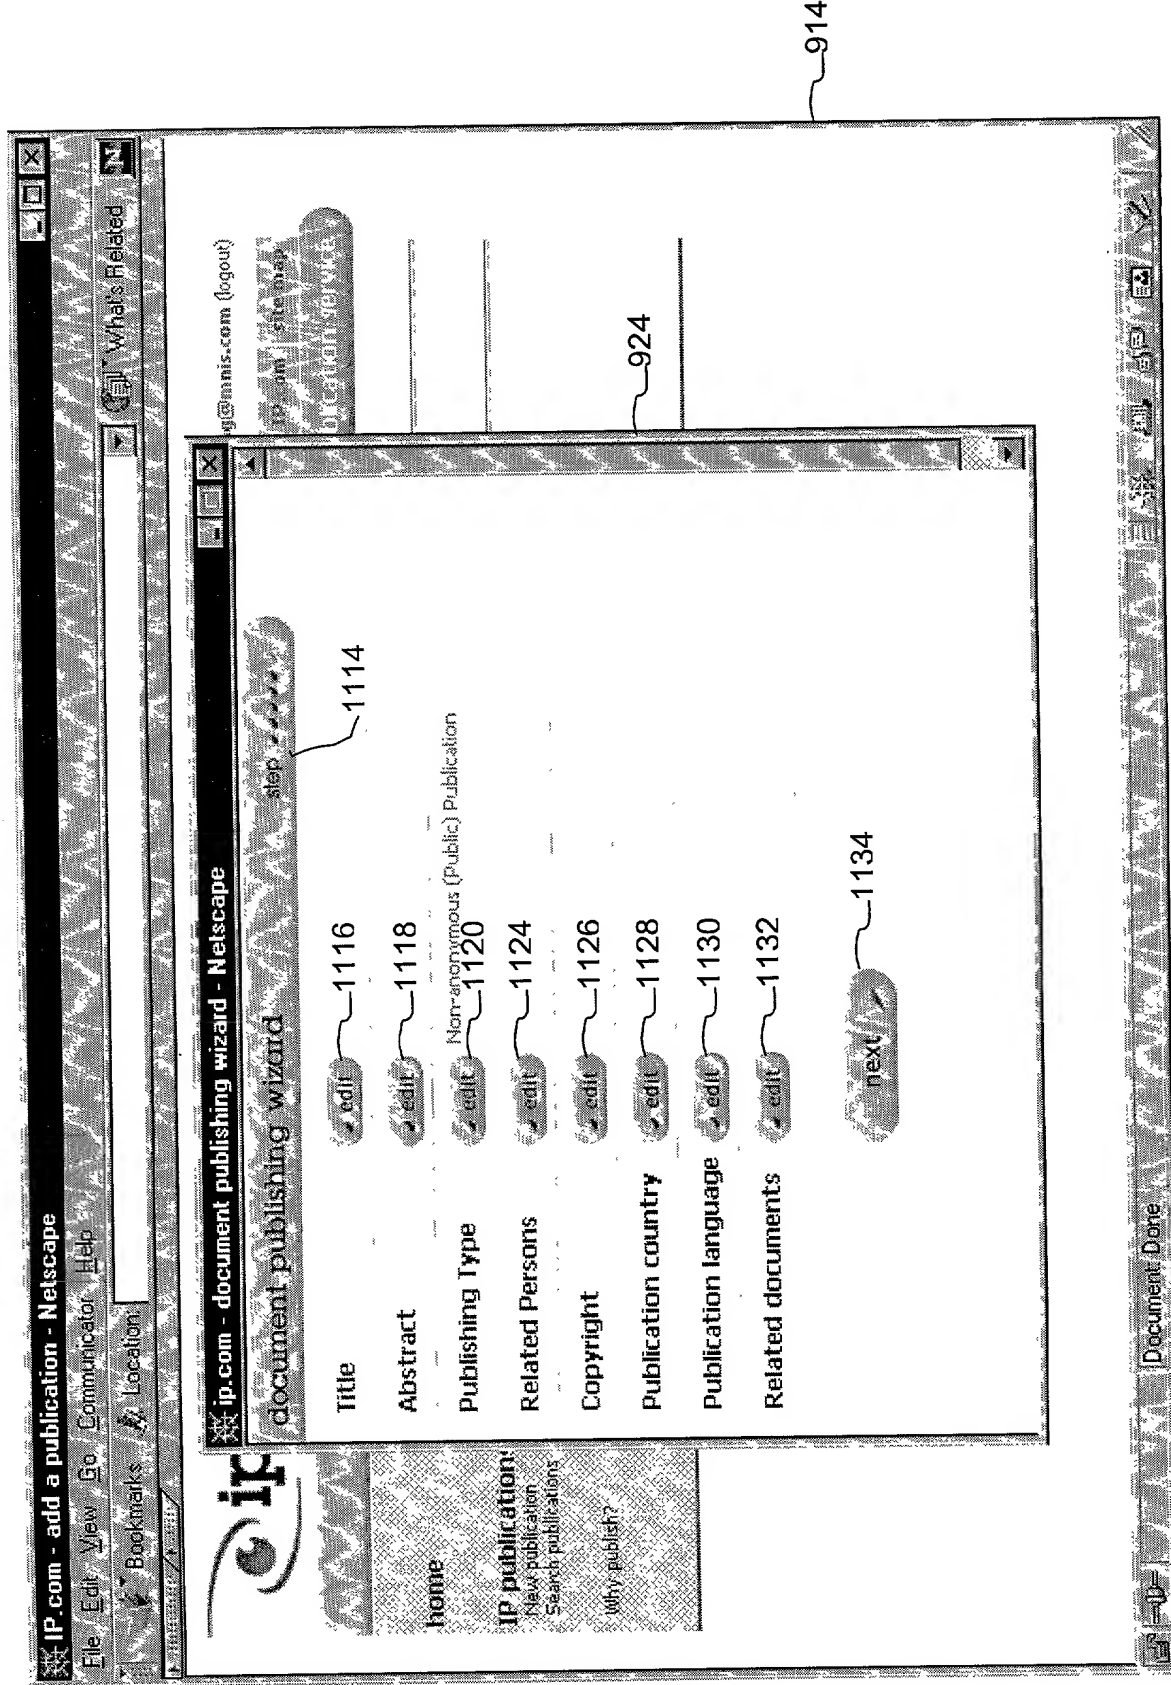 IP.com - add a publication - Netscape
File Edit View Go Communicator Help
Bookmarks Location: What's Related N
ip
g@mnis.com (logout)
site map
home
IP publication
New publication
Search publications
Why publish?
ip.com - document publishing wizard - Netscape
document publishing wizard step
1114
Title edit 1116
Abstract edit 1118
Publishing Type edit Non-anonymous (Public) Publication
1120
Related Persons edit 1124
Copyright edit 1126
Publication country edit 1128
Publication language edit 1130
Related documents edit 1132
next 1134
924
914
Document: Done